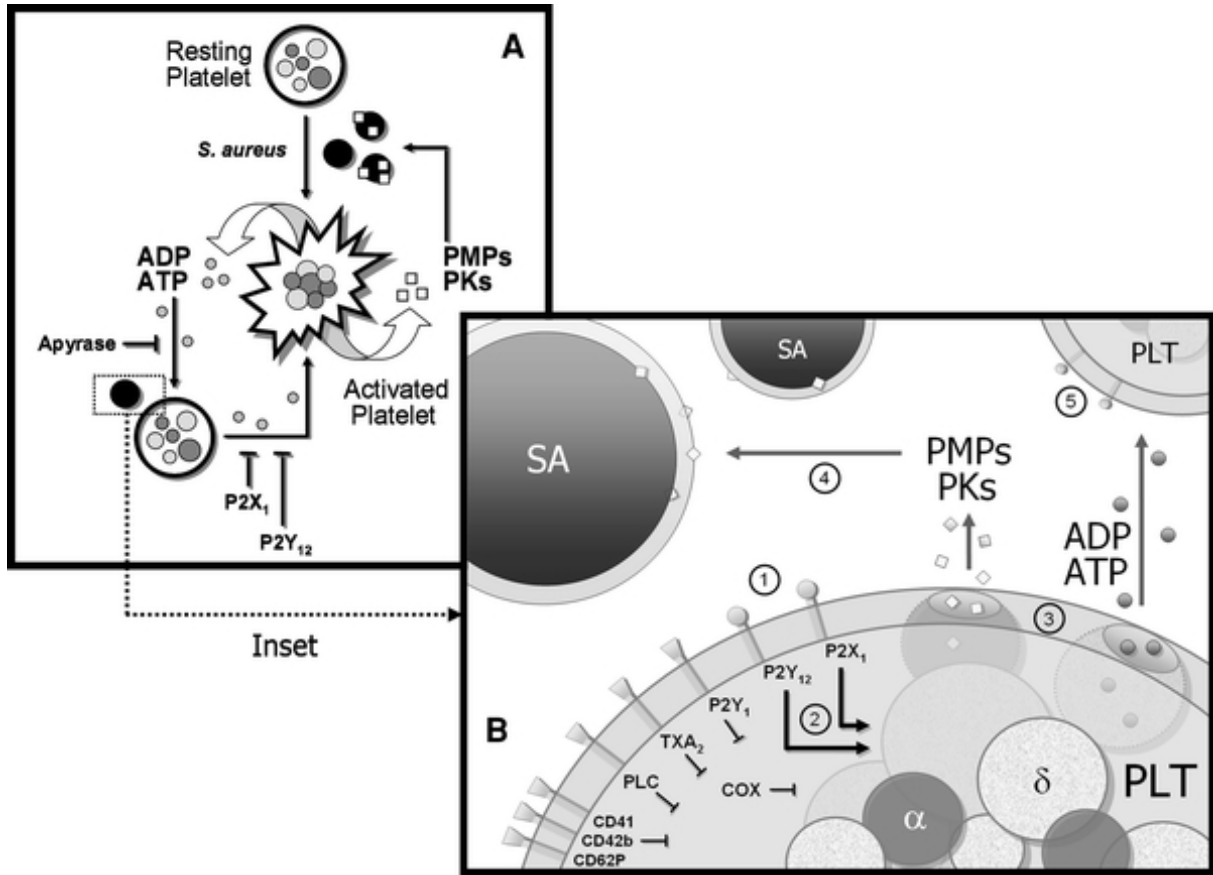 A
Resting
Platelet
S. aureus
ADP
ATP
PMPs
PKs
Apyrase
Activated
Platelet
P2X₁
P2Y₁₂
Inset
B
SA
SA
PLT
5
4
PMPs
PKs
ADP
ATP
1
3
P2X₁
P2Y₁₂
2
P2Y₁
TXA₂
PLC
COX
CD41
CD42b
CD62P
α
δ
PLT